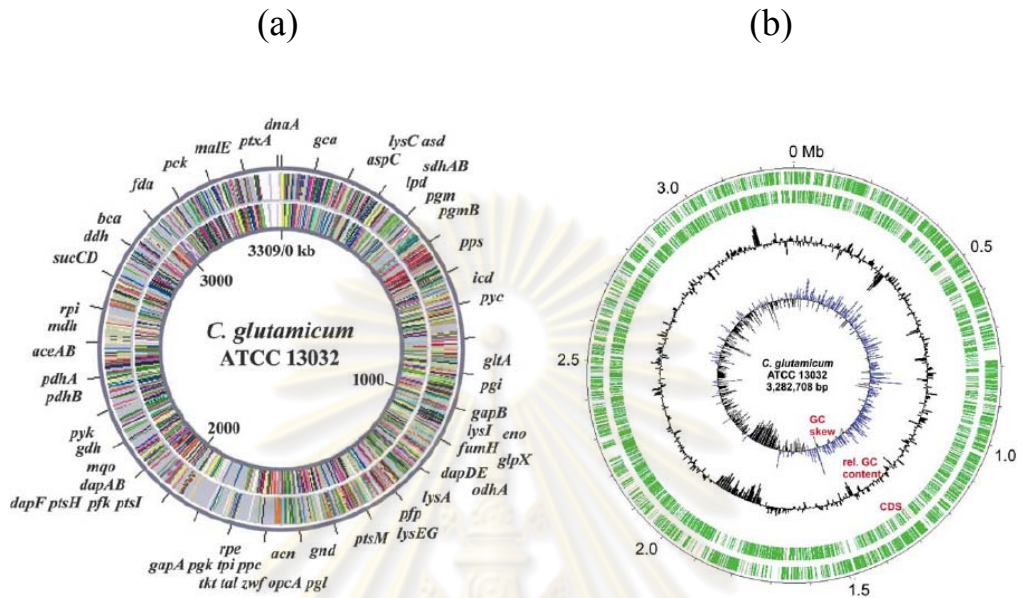 (a)
(b)
dnaA
ptxA
gca
malE
lysC asd
aspC
pck
sdhAB
lpd
fda
pgm
pgmB
bca
ddh
pps
sucCD
icd
pyc
rpi
mdh
aceAB
gltA
pdhA
pgi
pdhB
gapB
pyk
lysI
eno
gdh
fumH
glpX
mqo
dapDE
odhA
dapAB
lysA
dapF ptsH pfk ptsI
pfp
lysEG
rpe
acn
gnd
ptsM
gapA pgk tpi ppc
tkt tal zwf opcA pgl
3309/0 kb
3000
C. glutamicum
ATCC 13032
1000
2000
0 Mb
3.0
0.5
2.5
C. glutamicum
ATCC 13032
3,282,708 bp
GC
skew
rel. GC
content
1.0
CDS
2.0
1.5